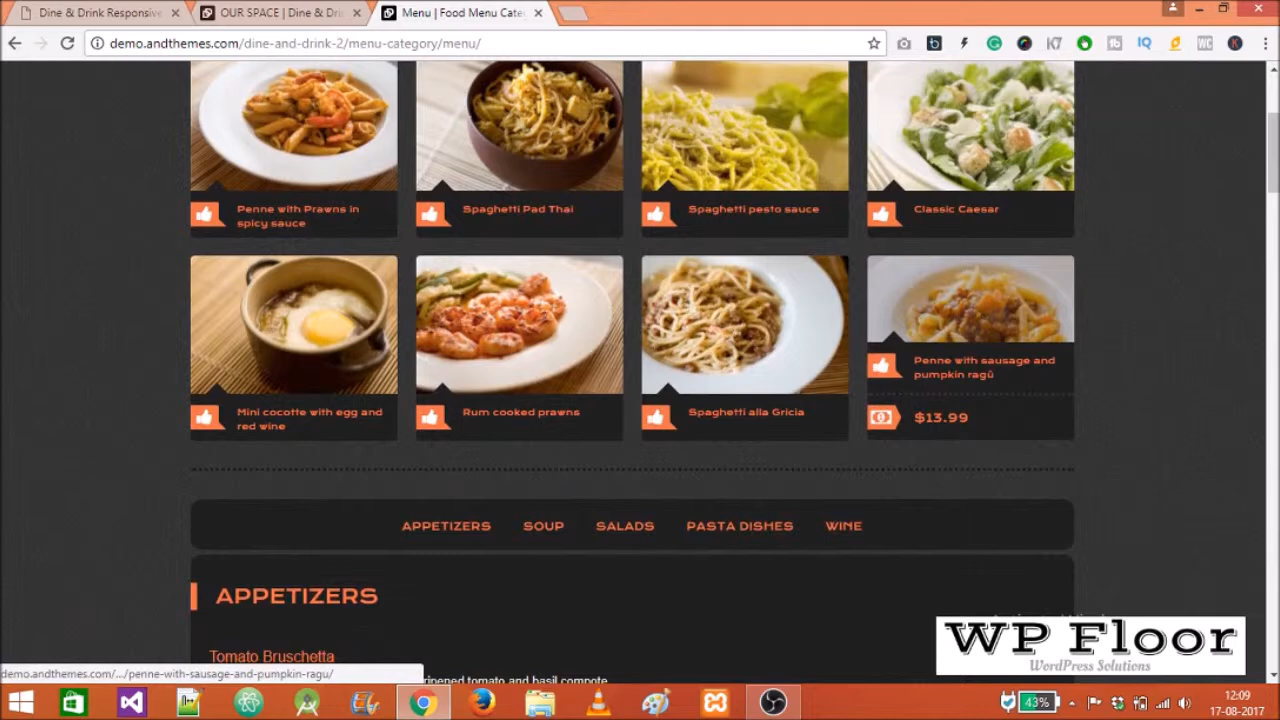 Dine & Drink Responsive
OUR SPACE | Dine & Dri
Menu | Food Menu Cate
demo.andthemes.com/dine-and-drink-2/menu-category/menu/
Penne with Prawns in
spicy sauce
Spaghetti Pad Thai
Spaghetti pesto sauce
Classic Caesar
Mini cocotte with egg and
red wine
Rum cooked prawns
Spaghetti alla Gricia
Penne with sausage and
pumpkin ragū
$13.99
APPETIZERS SOUP SALADS PASTA DISHES WINE
APPETIZERS
Tomato Bruschetta
ripened tomato and basil compote
demo.andthemes.com/.../penne-with-sausage-and-pumpkin-ragu/
WP Floor
WordPress Solutions
43%
12:09
17-08-2017